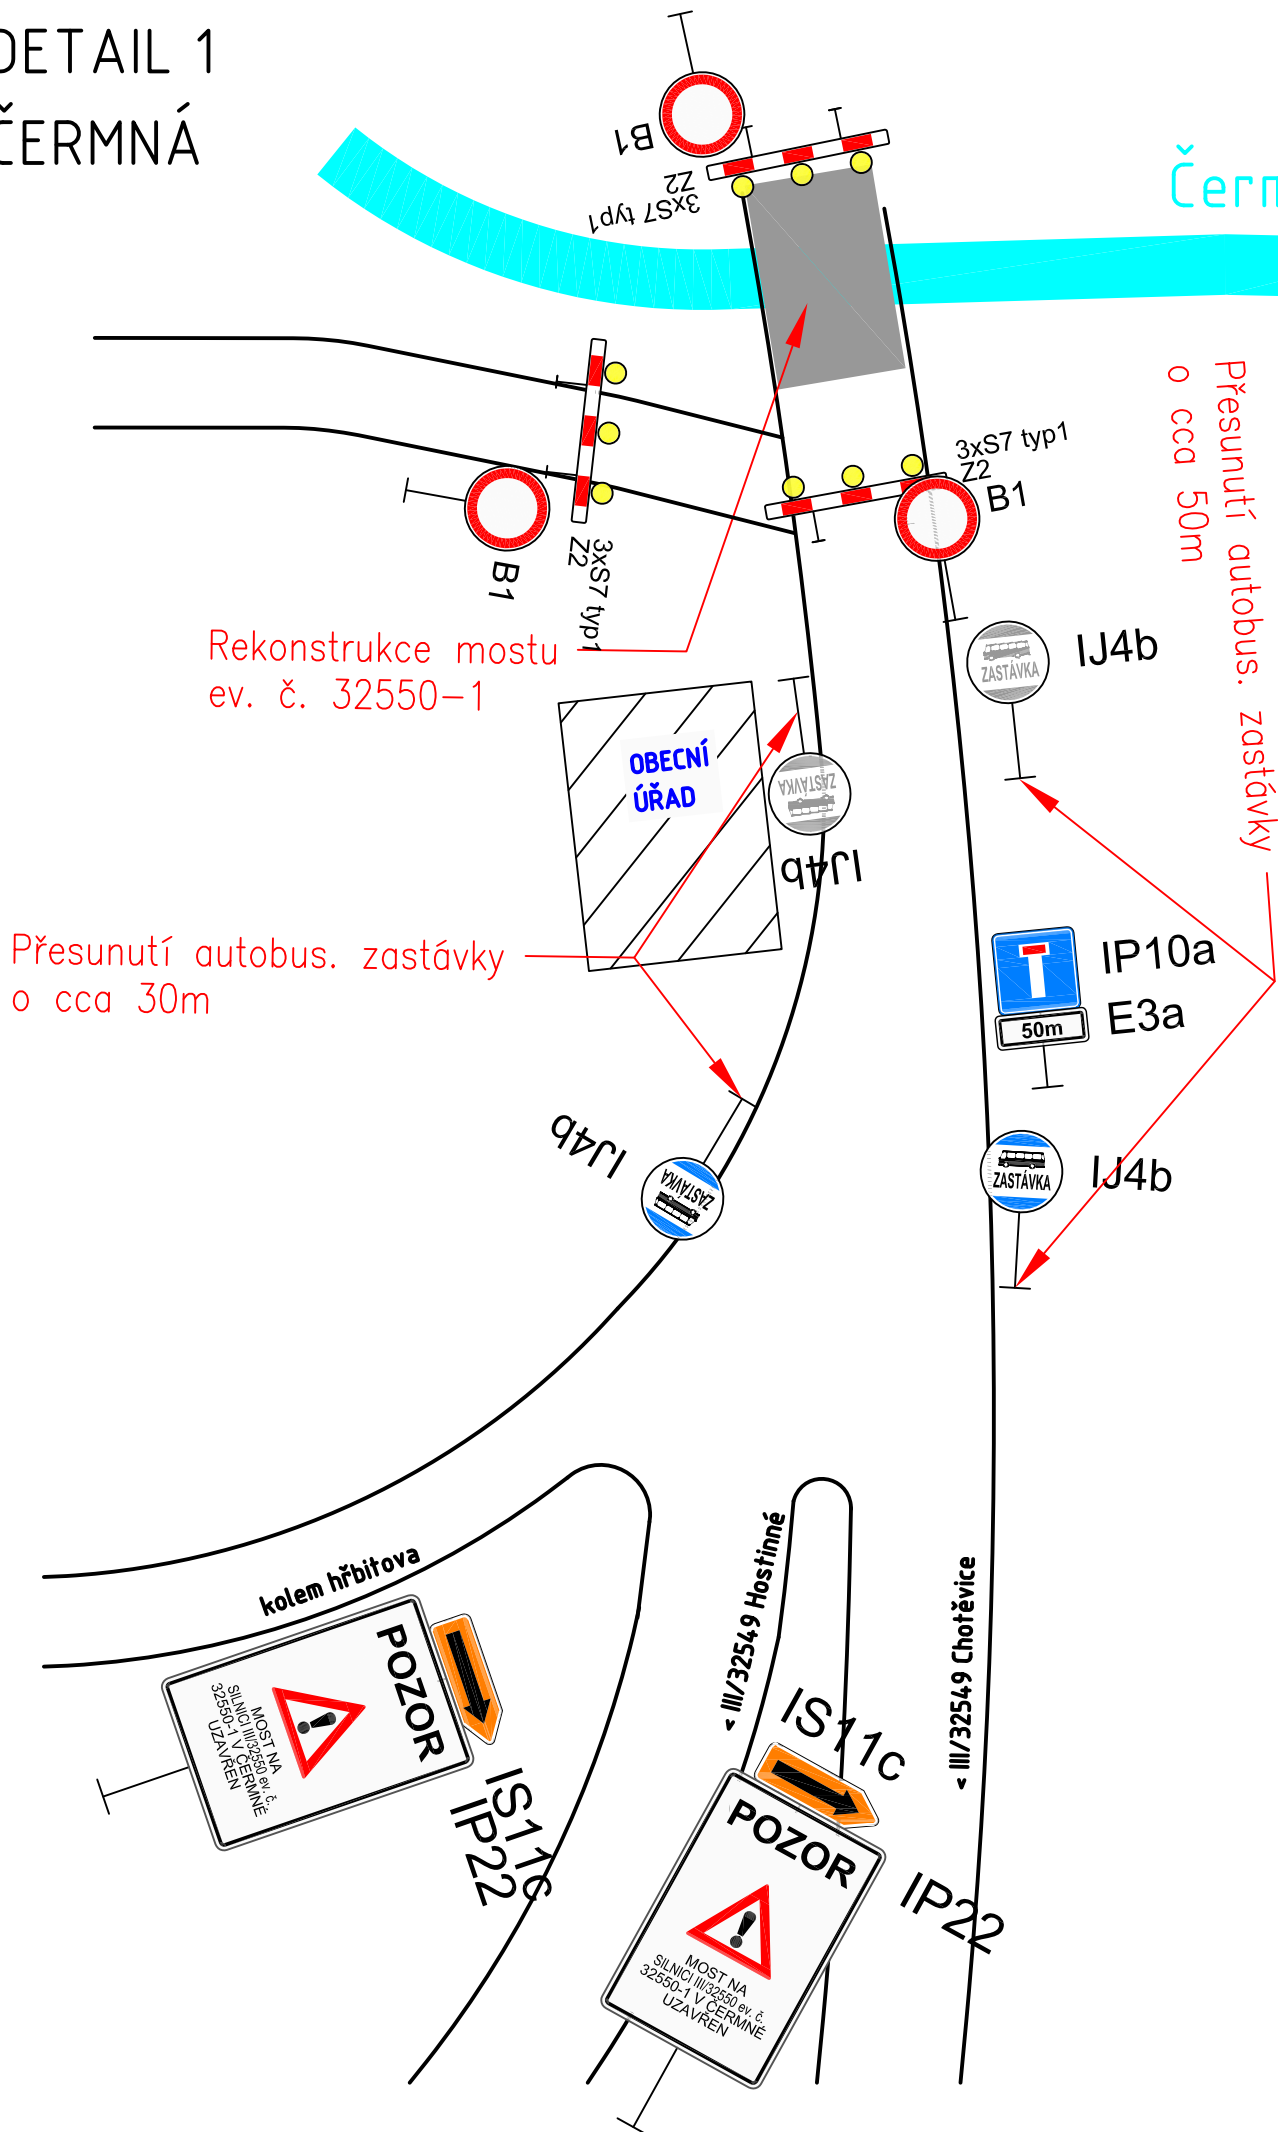 DETAIL 1
ČERMNÁ
B1
Z2
3xS7 typ1
Čerm
Přesunutí autobus. zastávky
o cca 50m
3xS7 typ1
Z2
B1
3xS7 typ1
Z2
B1
Rekonstrukce mostu
ev. č. 32550-1
ZASTÁVKA
IJ4b
OBECNÍ
ÚŘAD
ZASTÁVKA
IJ4b
Přesunutí autobus. zastávky
o cca 30m
IP10a
50m
E3a
IJ4b
ZASTÁVKA
ZASTÁVKA
IJ4b
kolem hřbitova
< III/32549 Hostinné
< III/32549 Chotěvice
POZOR
MOST NA
SILNICI III/32550 ev. č.
32550-1 V ČERMNÉ
UZAVŘEN
IS11c
IP22
IS11c
POZOR
MOST NA
SILNICI III/32550 ev. č.
32550-1 V ČERMNÉ
UZAVŘEN
IP22